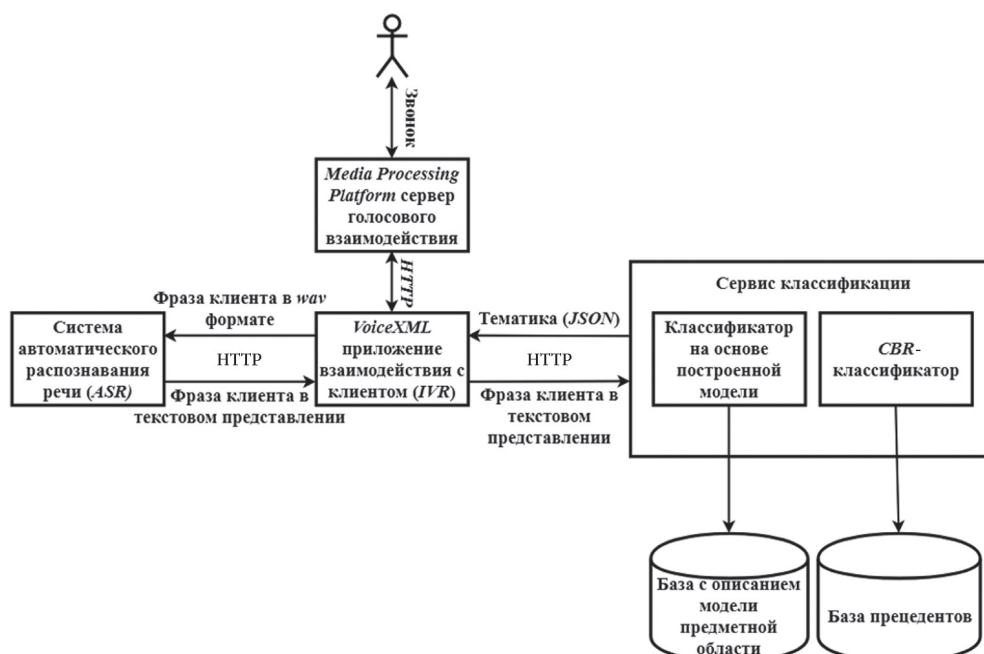 Звонок
Media Processing
Platform сервер
голосового
взаимодействия
HTTP
Фраза клиента в wav
формате
Система
автоматического
распознавания
речи (ASR)
HTTP
Фраза клиента в
текстовом представлении
VoiceXML
приложение
взаимодействия с
клиентом (IVR)
Тематика (JSON)
HTTP
Фраза клиента в
текстовом
представлении
Сервис классификации
Классификатор
на основе
построенной
модели
CBR-
классификатор
База с описанием
модели
предметной
области
База прецедентов